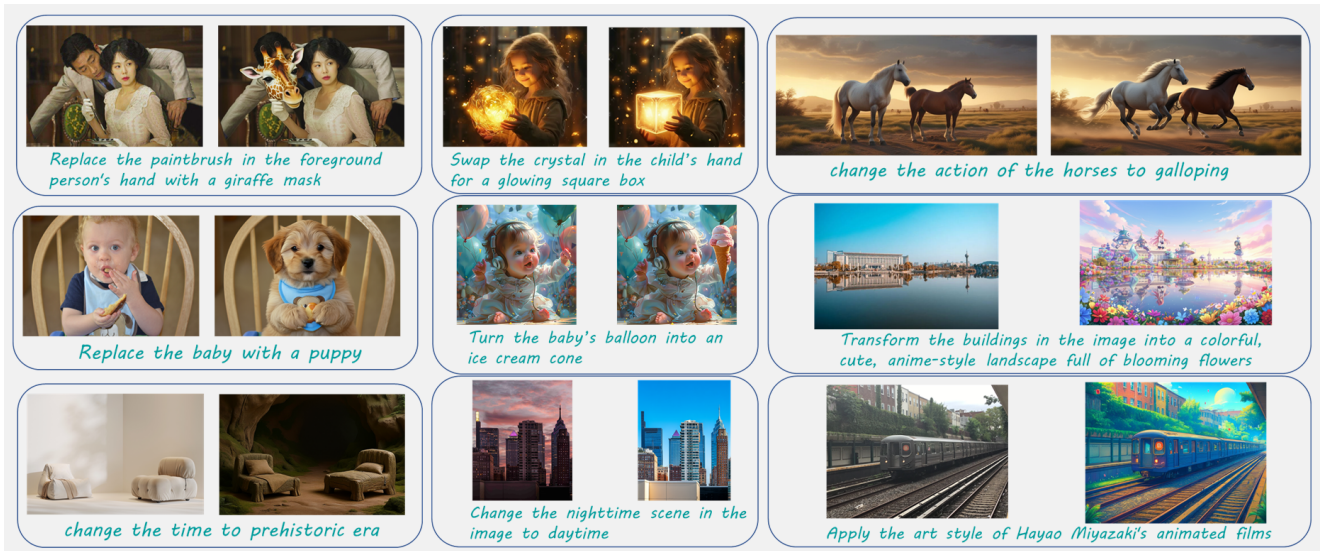 Replace the paintbrush in the foreground
person's hand with a giraffe mask
Swap the crystal in the child's hand
for a glowing square box
change the action of the horses to galloping
Replace the baby with a puppy
Turn the baby's balloon into an
ice cream cone
Transform the buildings in the image into a colorful,
cute, anime-style landscape full of blooming flowers
change the time to prehistoric era
Change the nighttime scene in the
image to daytime
Apply the art style of Hayao Miyazaki's animated films